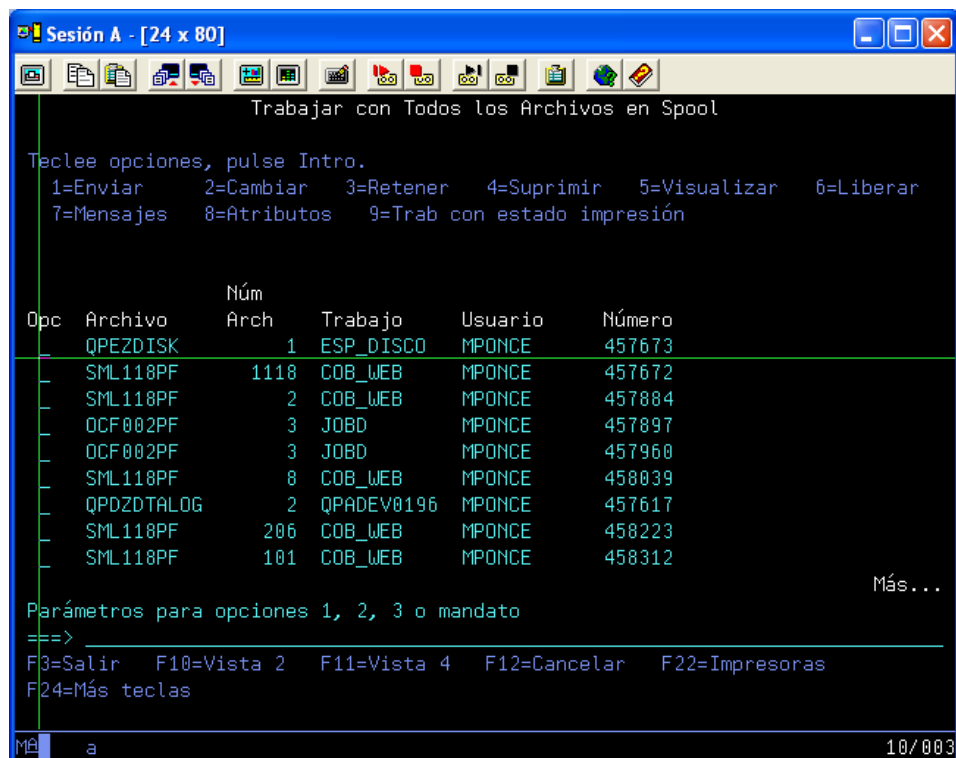 Sesión A - [24 x 80]
Trabajar con Todos los Archivos en Spool
Teclee opciones, pulse Intro.
1=Enviar 2=Cambiar 3=Retener 4=Suprimir 5=Visualizar 6=Liberar
7=Mensajes 8=Atributos 9=Trab con estado impresión
Núm
Opc Archivo Arch Trabajo Usuario Número
_ QPEZDISK 1 ESP_DISCO MPONCE 457673
_ SML118PF 1118 COB_WEB MPONCE 457672
_ SML118PF 2 COB_WEB MPONCE 457884
_ OCF002PF 3 JOBD MPONCE 457897
_ OCF002PF 3 JOBD MPONCE 457960
_ SML118PF 8 COB_WEB MPONCE 458039
_ QPDZDTALOG 2 QPADEV0196 MPONCE 457617
_ SML118PF 206 COB_WEB MPONCE 458223
_ SML118PF 101 COB_WEB MPONCE 458312
Más...
Parámetros para opciones 1, 2, 3 o mandato
===>
F3=Salir F10=Vista 2 F11=Vista 4 F12=Cancelar F22=Impresoras
F24=Más teclas
MA a 10/003